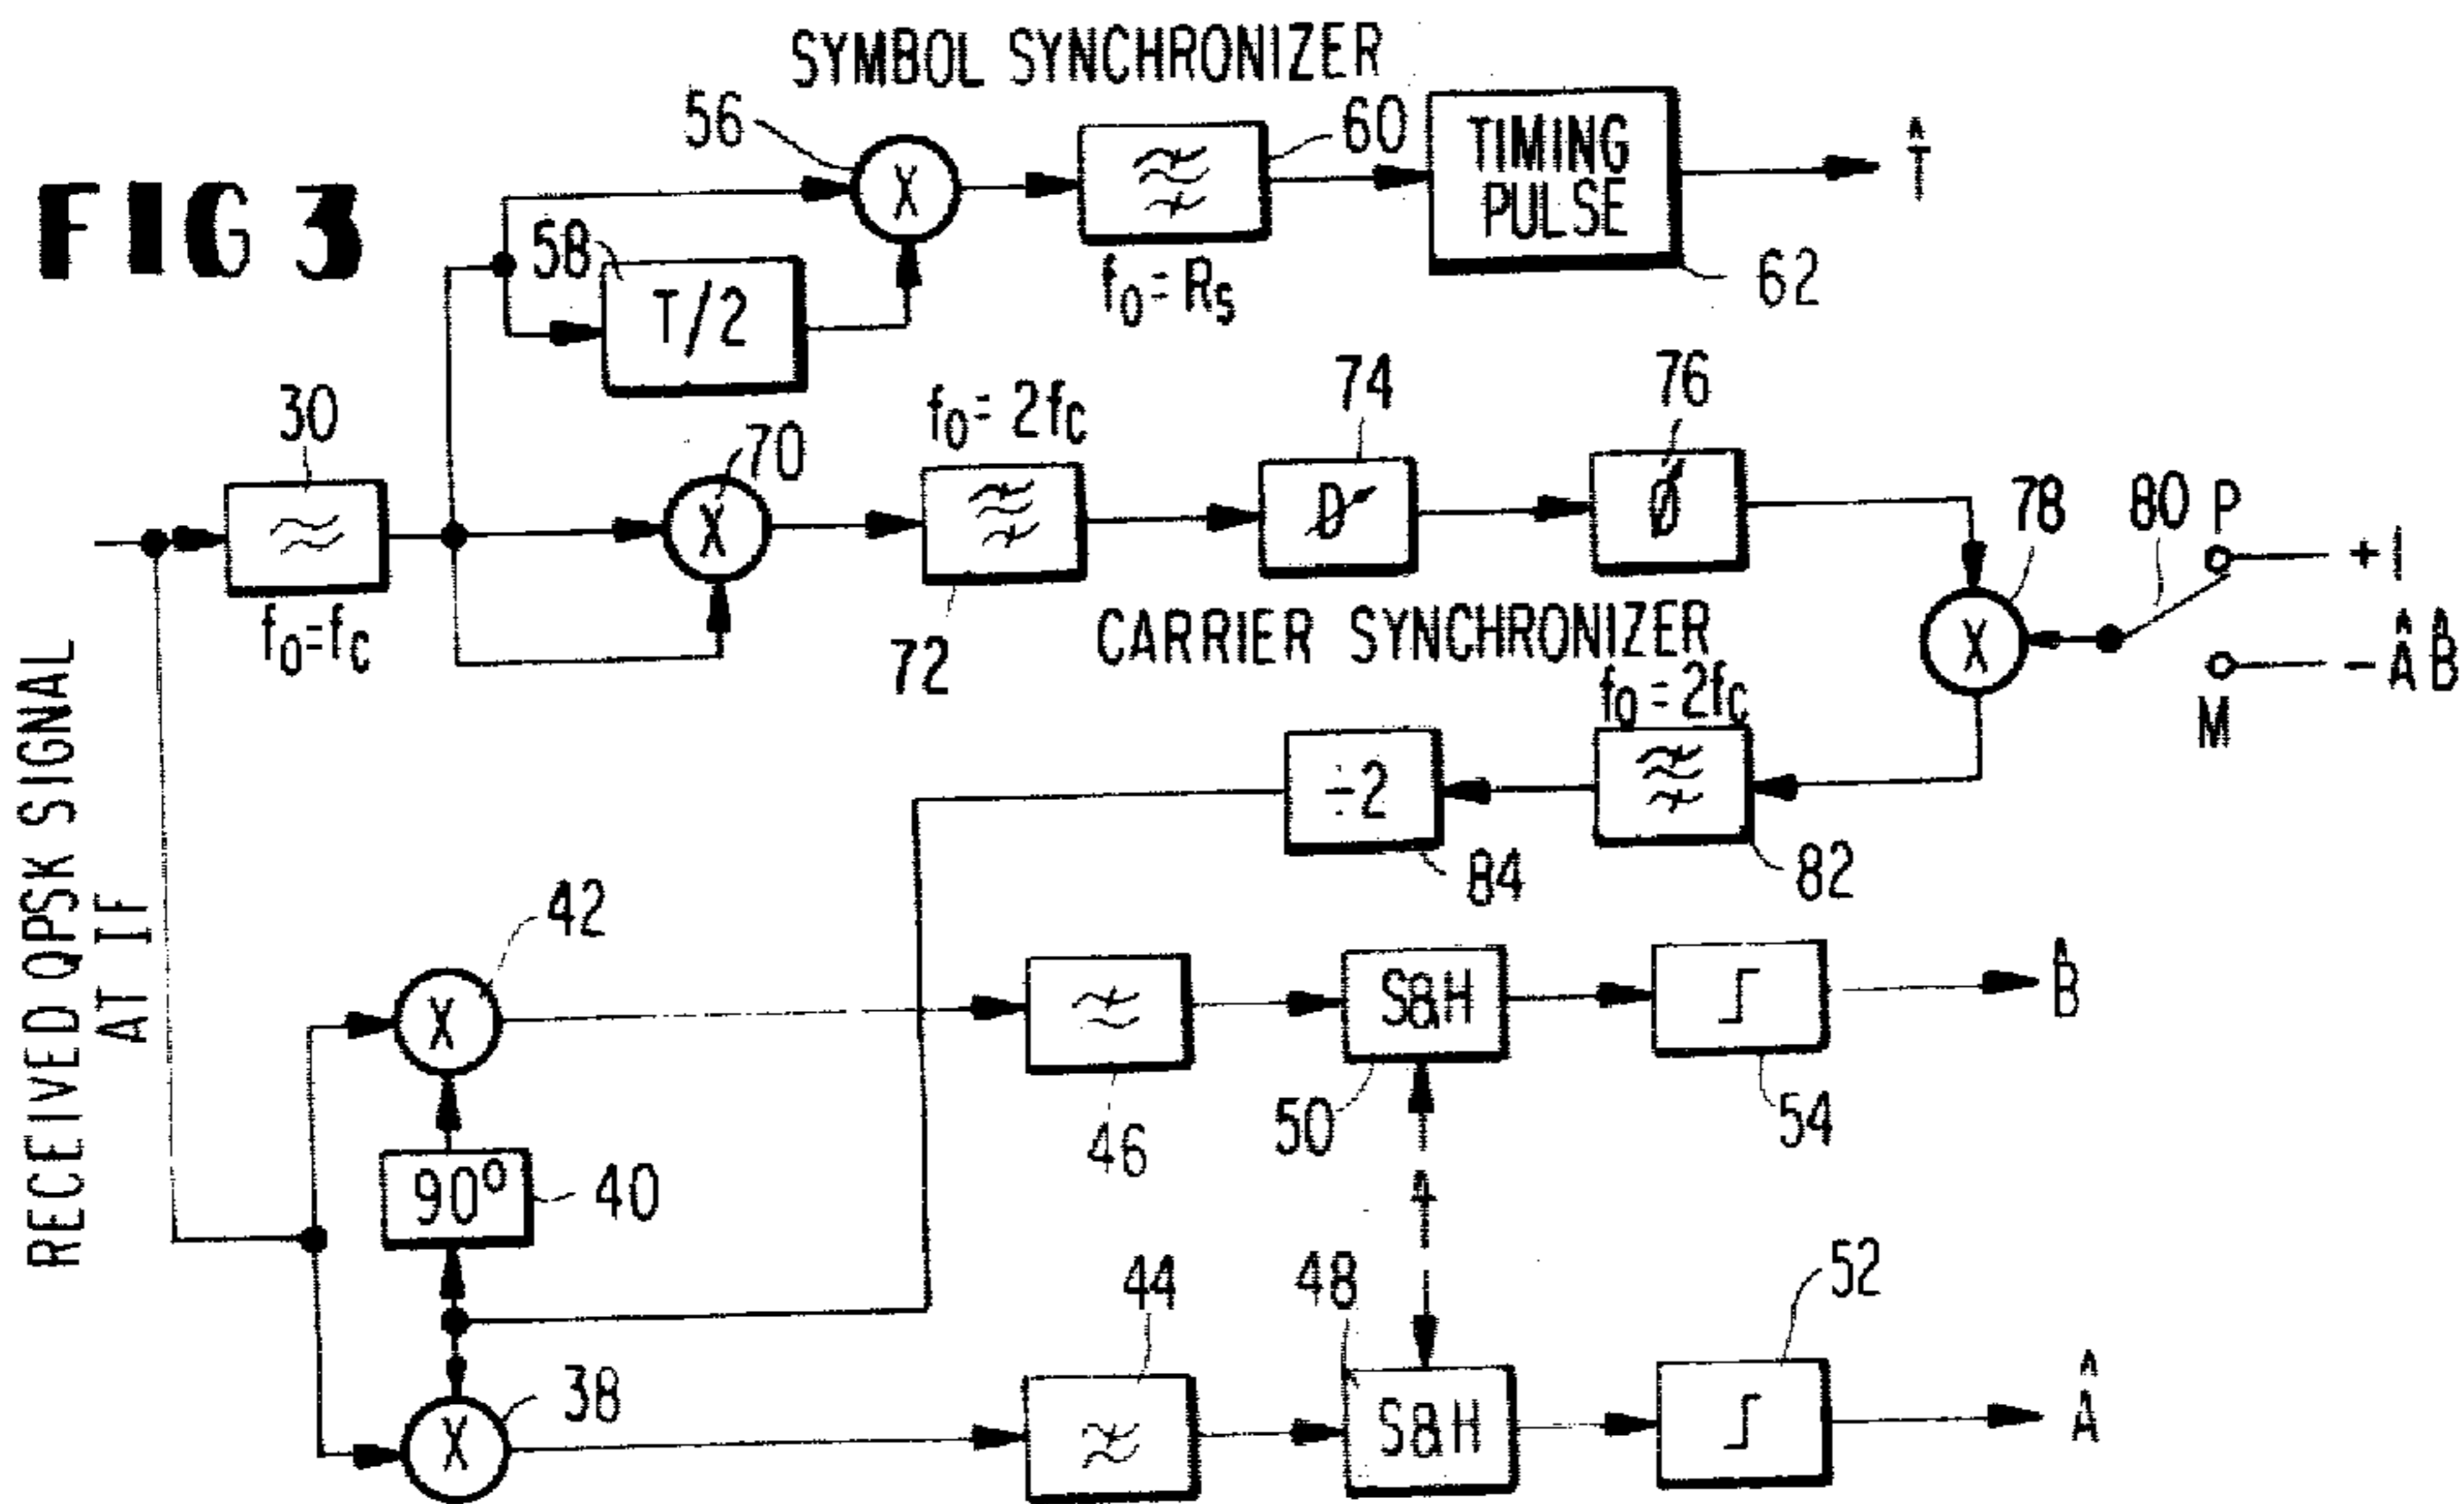 FIG 3
SYMBOL SYNCHRONIZER
56
X
60
TIMING
PULSE
T̂
58
T/2
f₀ = Rs
62
30
f₀ = fc
70
X
f₀ = 2fc
72
74
D
76
Ø
78
X
80
P
+1
-ÂB̂
M
CARRIER SYNCHRONIZER
f₀ = 2fc
÷2
84
82
RECEIVED QPSK SIGNAL
AT IF
42
X
46
S&H
50
54
B̂
90°
40
44
48
S&H
52
Â
38
X